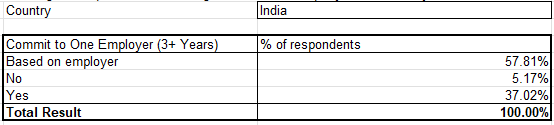 Country India
Commit to One Employer (3+ Years) % of respondents
Based on employer 57.81%
No 5.17%
Yes 37.02%
Total Result 100.00%